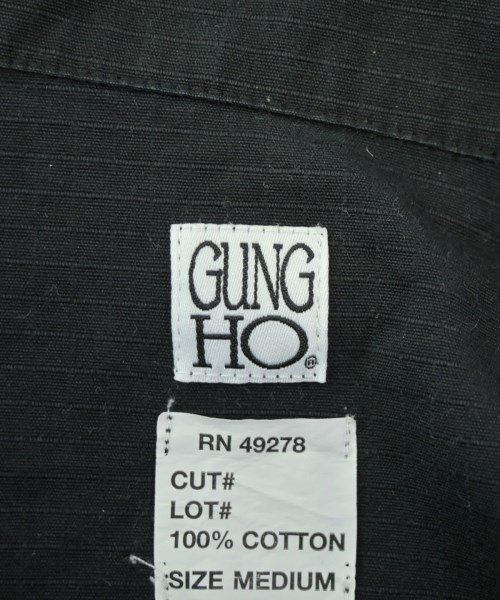 GUNG
HO®
RN 49278
CUT#
LOT#
100% COTTON
SIZE MEDIUM